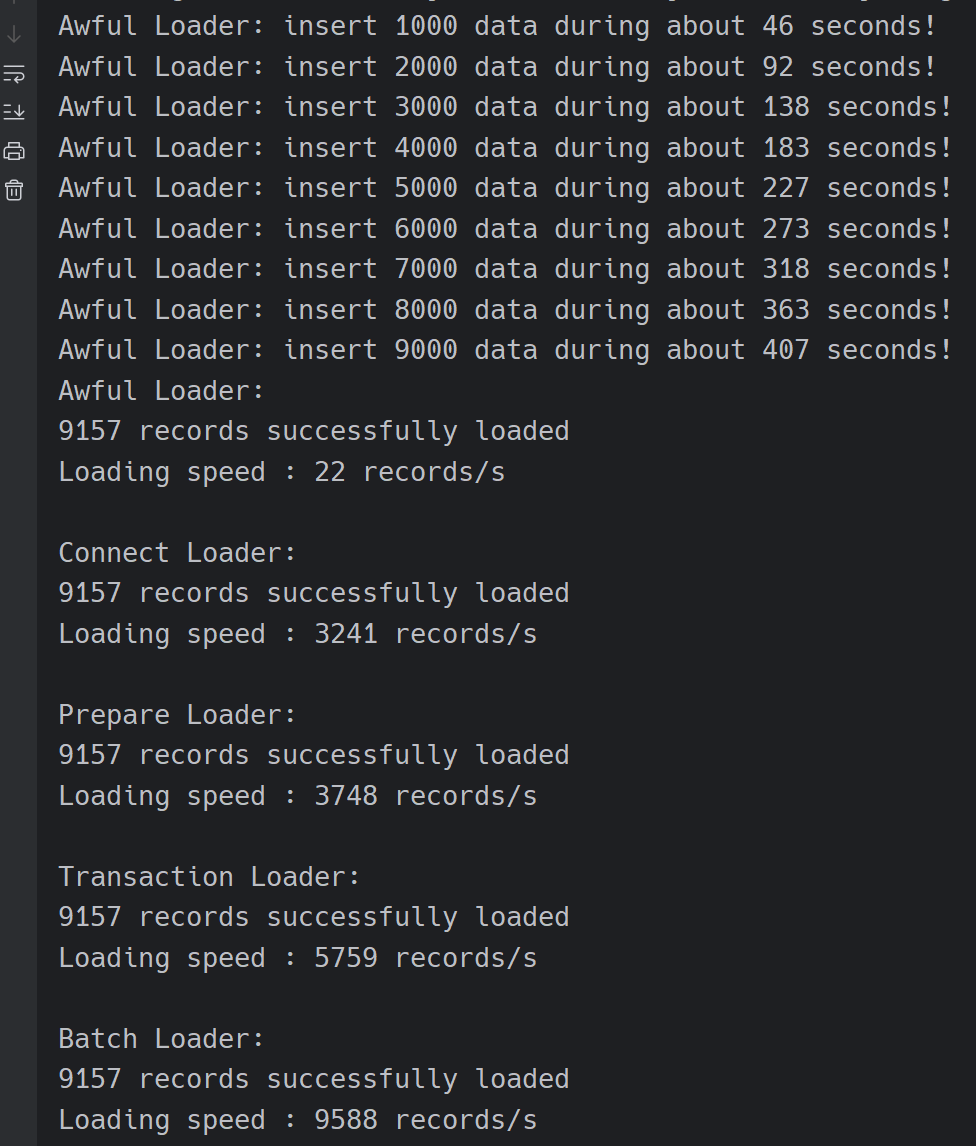 Awful Loader: insert 1000 data during about 46 seconds!
Awful Loader: insert 2000 data during about 92 seconds!
Awful Loader: insert 3000 data during about 138 seconds!
Awful Loader: insert 4000 data during about 183 seconds!
Awful Loader: insert 5000 data during about 227 seconds!
Awful Loader: insert 6000 data during about 273 seconds!
Awful Loader: insert 7000 data during about 318 seconds!
Awful Loader: insert 8000 data during about 363 seconds!
Awful Loader: insert 9000 data during about 407 seconds!
Awful Loader:
9157 records successfully loaded
Loading speed : 22 records/s
Connect Loader:
9157 records successfully loaded
Loading speed : 3241 records/s
Prepare Loader:
9157 records successfully loaded
Loading speed : 3748 records/s
Transaction Loader:
9157 records successfully loaded
Loading speed : 5759 records/s
Batch Loader:
9157 records successfully loaded
Loading speed : 9588 records/s